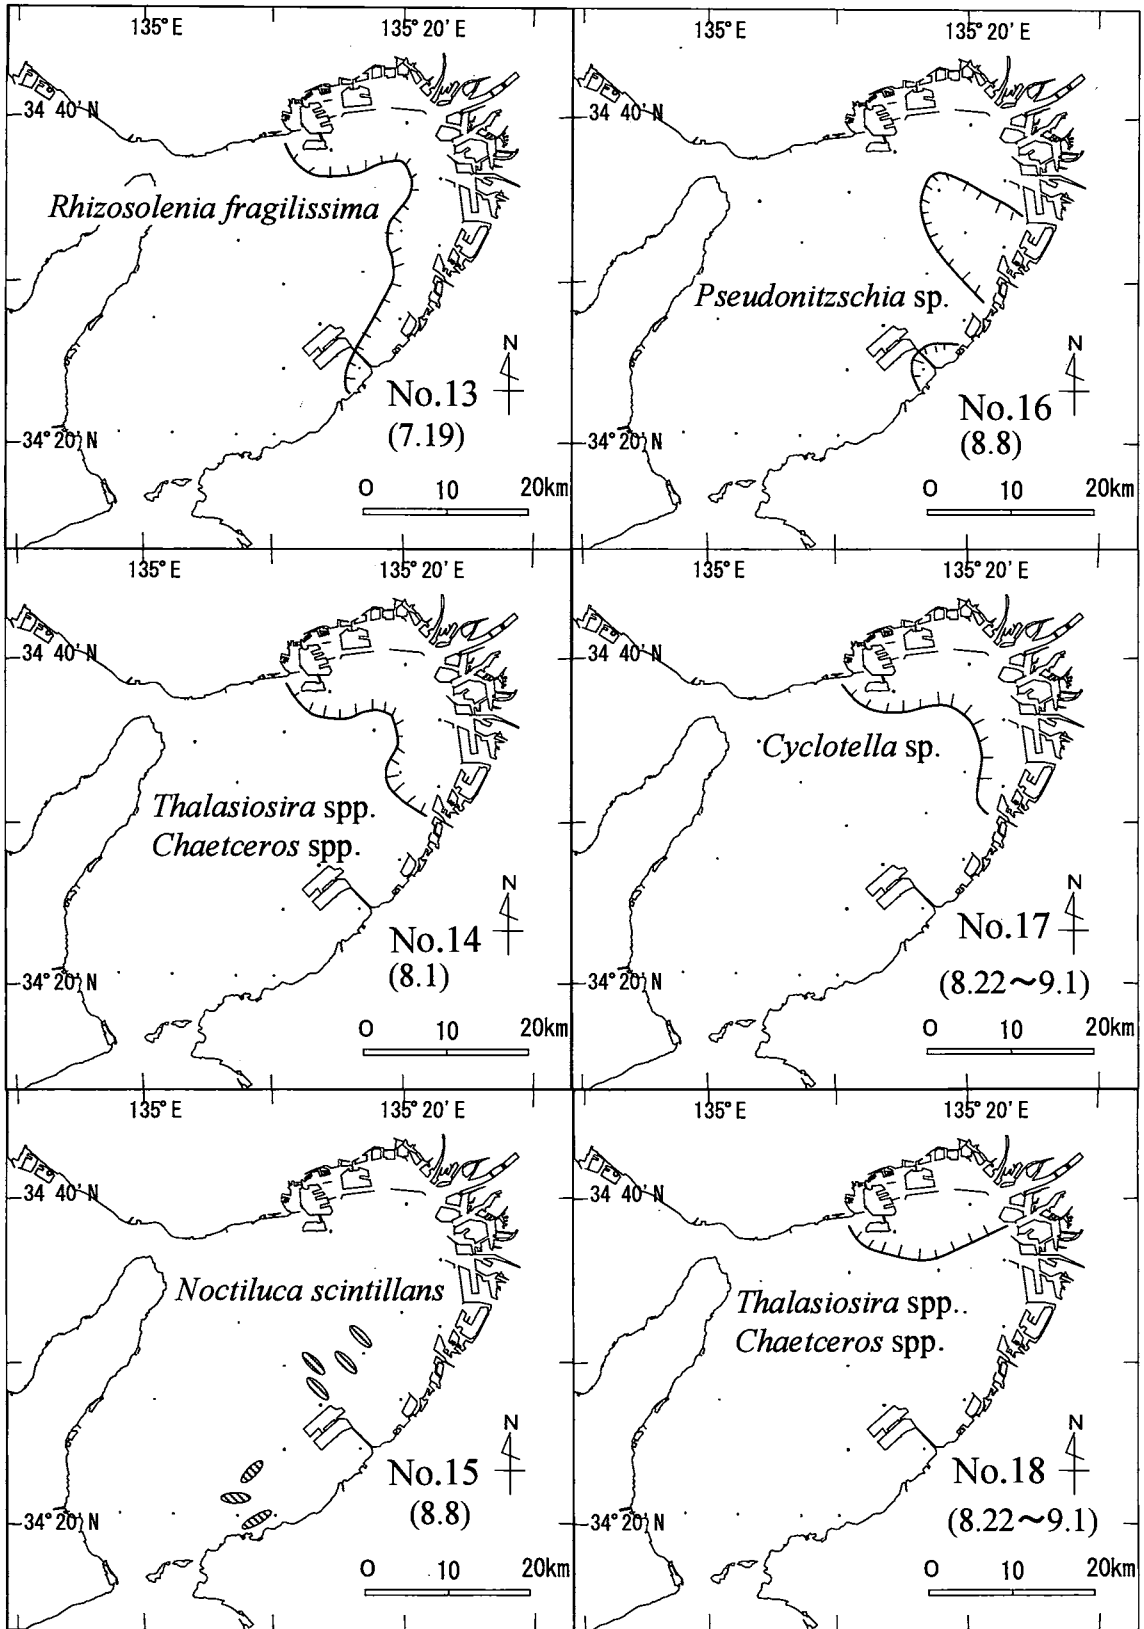 135°E 135°20' E
34 40' N
Rhizosolenia fragilissima
N
No.13
(7.19)
34°20' N
0 10 20km
135°E 135°20' E
34 40' N
Pseudonitzschia sp.
N
No.16
(8.8)
34°20' N
0 10 20km
135°E 135°20' E
34 40' N
Thalasiosira spp.
Chaetceros spp.
N
No.14
(8.1)
34°20' N
0 10 20km
135°E 135°20' E
34 40' N
Cyclotella sp.
N
No.17
(8.22〜9.1)
34°20' N
0 10 20km
135°E 135°20' E
34 40' N
Noctiluca scintillans
N
No.15
(8.8)
34°20' N
0 10 20km
135°E 135°20' E
34 40' N
Thalasiosira spp..
Chaetceros spp.
N
No.18
(8.22〜9.1)
34°20' N
0 10 20km